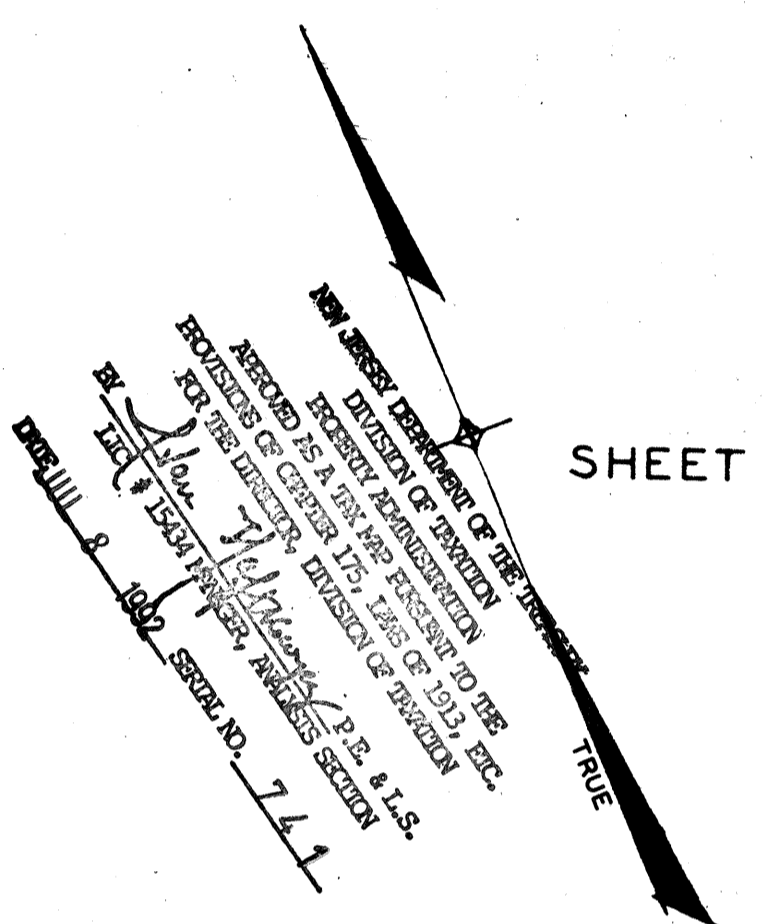 NEW JERSEY DEPARTMENT OF THE TREASURY
DIVISION OF TAXATION
PROPERTY ADMINISTRATION
APPROVED AS A TAX MAP PURSUANT TO THE
PROVISIONS OF CHAPTER 175, LAWS OF 1913, ETC.
FOR THE DIRECTOR, DIVISION OF TAXATION
BY P.E. & L.S.
LIC. # 15434 MANAGER, ANALYSIS SECTION
DATE 8 1992 SERIAL NO. 741
SHEET
TRUE